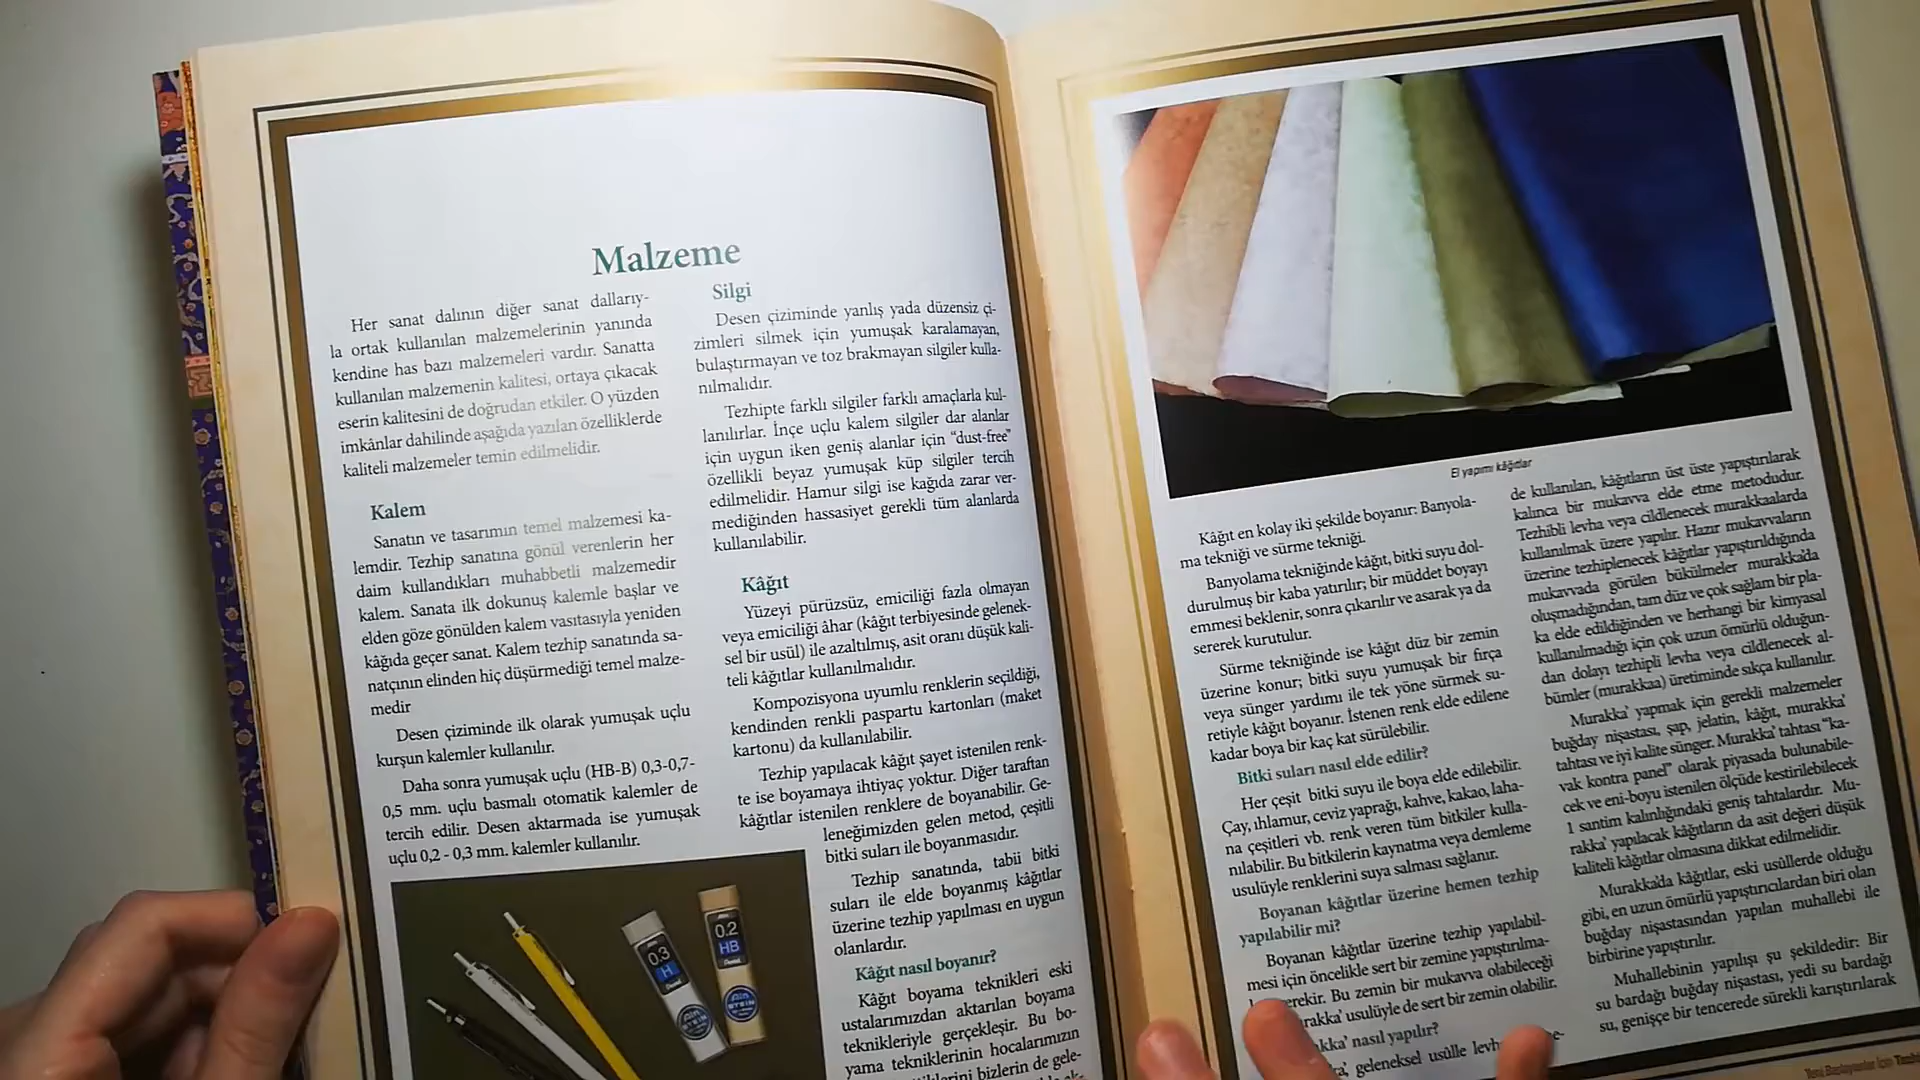 Malzeme
Her sanat dalının diğer sanat dallarıy-
la ortak kullanılan malzemelerinin yanında
kendine has bazı malzemeleri vardır. Sanatta
kullanılan malzemenin kalitesi, ortaya çıkacak
eserin kalitesini de doğrudan etkiler. O yüzden
imkânlar dahilinde aşağıda yazılan özelliklerde
kaliteli malzemeler temin edilmelidir.
Kalem
Sanatın ve tasarımın temel malzemesi ka-
lemdir. Tezhip sanatına gönül verenlerin her
daim kullandıkları muhabbetli malzemedir
kalem. Sanata ilk dokunuş kalemle başlar ve
elden göze gönülden kalem vasıtasıyla yeniden
kâğıda geçer sanat. Kalem tezhip sanatında sa-
natçının elinden hiç düşürmediği temel malze-
medir
Desen çiziminde ilk olarak yumuşak uçlu
kurşun kalemler kullanılır.
Daha sonra yumuşak uçlu (HB-B) 0,3-0,7-
0,5 mm. uçlu basmalı otomatik kalemler de
tercih edilir. Desen aktarmada ise yumuşak
uçlu 0,2 - 0,3 mm. kalemler kullanılır.
0.3
H
Pentel
Ain
STEIN
0.2
HB
Pentel
Ain
STEIN
Silgi
Desen çiziminde yanlış yada düzensiz çi-
zimleri silmek için yumuşak karalamayan,
bulaştırmayan ve toz brakmayan silgiler kulla-
nılmalıdır.
Tezhipte farklı silgiler farklı amaçlarla kul-
lanılırlar. İnçe uçlu kalem silgiler dar alanlar
için uygun iken geniş alanlar için “dust-free”
özellikli beyaz yumuşak küp silgiler tercih
edilmelidir. Hamur silgi ise kağıda zarar ver-
mediğinden hassasiyet gerekli tüm alanlarda
kullanılabilir.
Kâğıt
Yüzeyi pürüzsüz, emiciliği fazla olmayan
veya emiciliği âhar (kâğıt terbiyesinde gelenek-
sel bir usül) ile azaltılmış, asit oranı düşük kali-
teli kâğıtlar kullanılmalıdır.
Kompozisyona uyumlu renklerin seçildiği,
kendinden renkli paspartu kartonları (maket
kartonu) da kullanılabilir.
Tezhip yapılacak kâğıt şayet istenilen renk-
te ise boyamaya ihtiyaç yoktur. Diğer taraftan
kâğıtlar istenilen renklere de boyanabilir. Ge-
leneğimizden gelen metod, çeşitli
bitki suları ile boyanmasıdır.
Tezhip sanatında, tabii bitki
suları ile elde boyanmış kâğıtlar
üzerine tezhip yapılması en uygun
olanlardır.
Kâğıt nasıl boyanır?
Kâğıt boyama teknikleri eski
ustalarımızdan aktarılan boyama
teknikleriyle gerçekleşir. Bu bo-
yama tekniklerinin hocalarımızın
bizlerin de gele-
El yapımı kâğıtlar
Kâğıt en kolay iki şekilde boyanır: Banyola-
ma tekniği ve sürme tekniği.
Banyolama tekniğinde kâğıt, bitki suyu dol-
durulmuş bir kaba yatırılır; bir müddet boyayı
emmesi beklenir, sonra çıkarılır ve asarak ya da
sererek kurutulur.
Sürme tekniğinde ise kâğıt düz bir zemin
üzerine konur; bitki suyu yumuşak bir fırça
veya sünger yardımı ile tek yöne sürmek su-
retiyle kâğıt boyanır. İstenen renk elde edilene
kadar boya bir kaç kat sürülebilir.
Bitki suları nasıl elde edilir?
Her çeşit bitki suyu ile boya elde edilebilir.
Çay, ıhlamur, ceviz yaprağı, kahve, kakao, laha-
na çeşitleri vb. renk veren tüm bitkiler kulla-
nılabilir. Bu bitkilerin kaynatma veya demleme
usulüyle renklerini suya salması sağlanır.
Boyanan kâğıtlar üzerine hemen tezhip
yapılabilir mi?
Boyanan kâğıtlar üzerine tezhip yapılabil-
mesi için öncelikle sert bir zemine yapıştırılma-
Bu zemin bir mukavva olabileceği
usulüyle de sert bir zemin olabilir.
nasıl yapılır?
geleneksel usûlle
de kullanılan, kâğıtların üst üste yapıştırılarak
kalınca bir mukavva elde etme metodudur.
Tezhibli levha veya cildlenecek murakkaalarda
kullanılmak üzere yapılır. Hazır mukavvaların
üzerine tezhiplenecek kâğıtlar yapıştırıldığında
mukavvada görülen bükülmeler murakka’da
oluşmadığından, tam düz ve çok sağlam bir pla-
ka elde edildiğinden ve herhangi bir kimyasal
kullanılmadığı için çok uzun ömürlü olduğun-
dan dolayı tezhipli levha veya cildlenecek al-
bümler (murakkaa) üretiminde sıkça kullanılır.
Murakka’ yapmak için gerekli malzemeler
buğday nişastası, şap, jelatin, kâğıt, murakka’
tahtası ve iyi kalite sünger. Murakka’ tahtası “ka-
vak kontra panel” olarak piyasada bulunabile-
cek ve eni-boyu istenilen ölçüde kestirilebilecek
1 santim kalınlığındaki geniş tahtalardır. Mu-
rakka’ yapılacak kâğıtların da asit değeri düşük
kaliteli kâğıtlar olmasına dikkat edilmelidir.
Murakka’da kâğıtlar, eski usüllerde olduğu
gibi, en uzun ömürlü yapıştırıcılardan biri olan
buğday nişastasından yapılan muhallebi ile
birbirine yapıştırılır.
Muhallebinin yapılışı şu şekildedir: Bir
su bardağı buğday nişastası, yedi su bardağı
su, genişçe bir tencerede sürekli karıştırılarak
Yeni Başlayanlar İçin